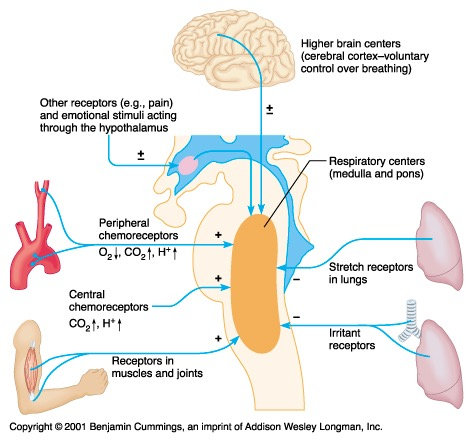 Higher brain centers
(cerebral cortex–voluntary
control over breathing)
±
Other receptors (e.g., pain)
and emotional stimuli acting
through the hypothalamus
±
Respiratory centers
(medulla and pons)
Peripheral
chemoreceptors
O₂↓, CO₂↑, H⁺↑
+
Stretch receptors
in lungs
–
Central
chemoreceptors
CO₂↑, H⁺↑
+
Irritant
receptors
–
Receptors in
muscles and joints
+
Copyright © 2001 Benjamin Cummings, an imprint of Addison Wesley Longman, Inc.